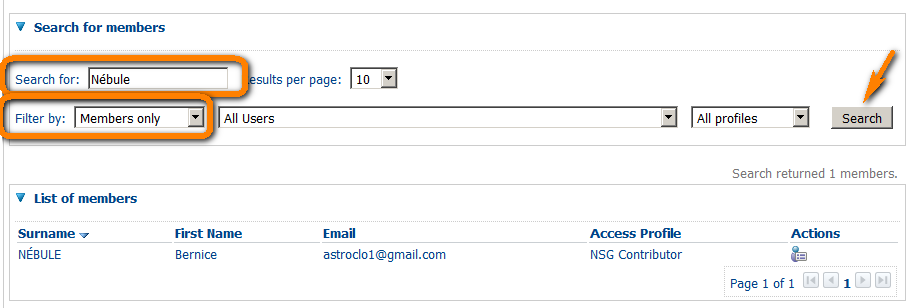 Search for members
Search for: Nébule esults per page: 10
Filter by: Members only All Users All profiles Search
Search returned 1 members.
List of members
Surname First Name Email Access Profile Actions
NÉBULE Bernice astroclo1@gmail.com NSG Contributor
Page 1 of 1 1